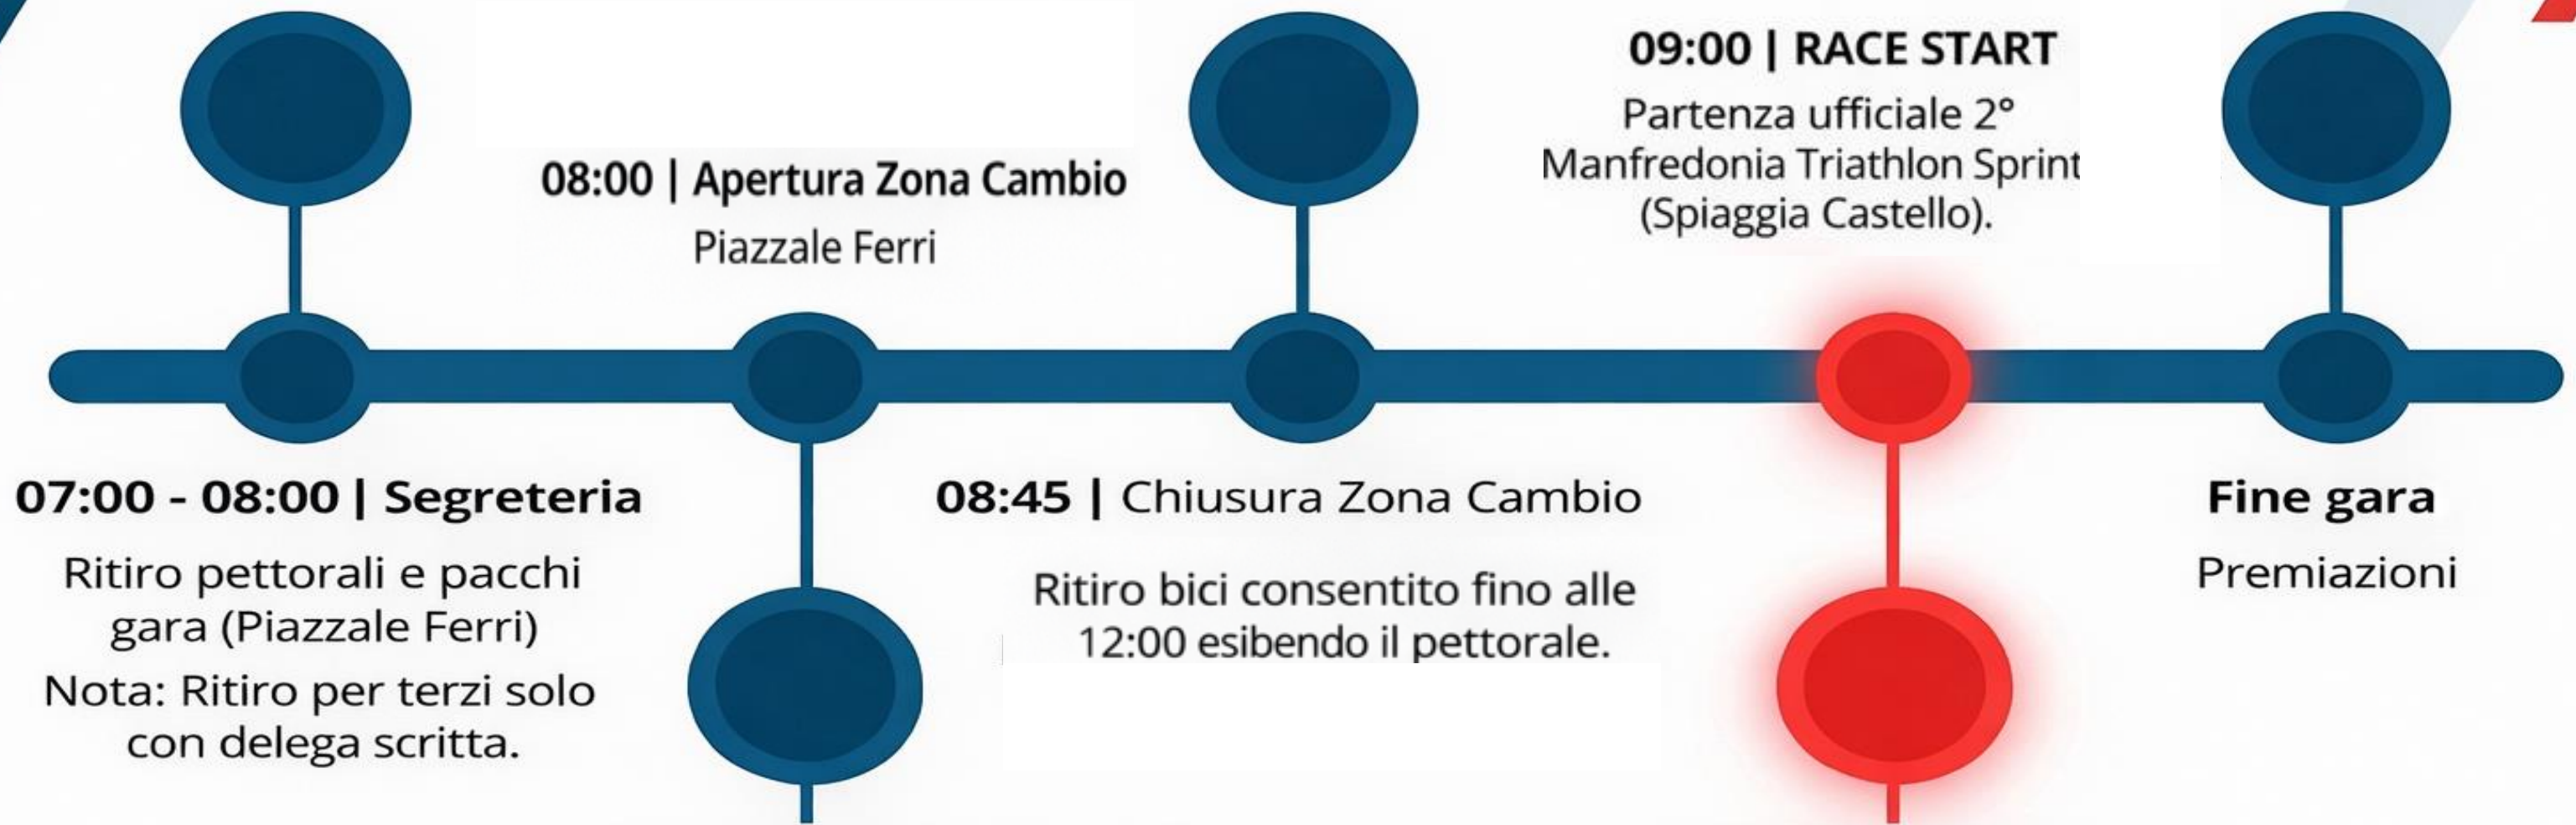 07:00 - 08:00 | Segreteria
Ritiro pettorali e pacchi
gara (Piazzale Ferri)
Nota: Ritiro per terzi solo
con delega scritta.
08:00 | Apertura Zona Cambio
Piazzale Ferri
08:45 | Chiusura Zona Cambio
Ritiro bici consentito fino alle
12:00 esibendo il pettorale.
09:00 | RACE START
Partenza ufficiale 2°
Manfredonia Triathlon Sprint
(Spiaggia Castello).
Fine gara
Premiazioni